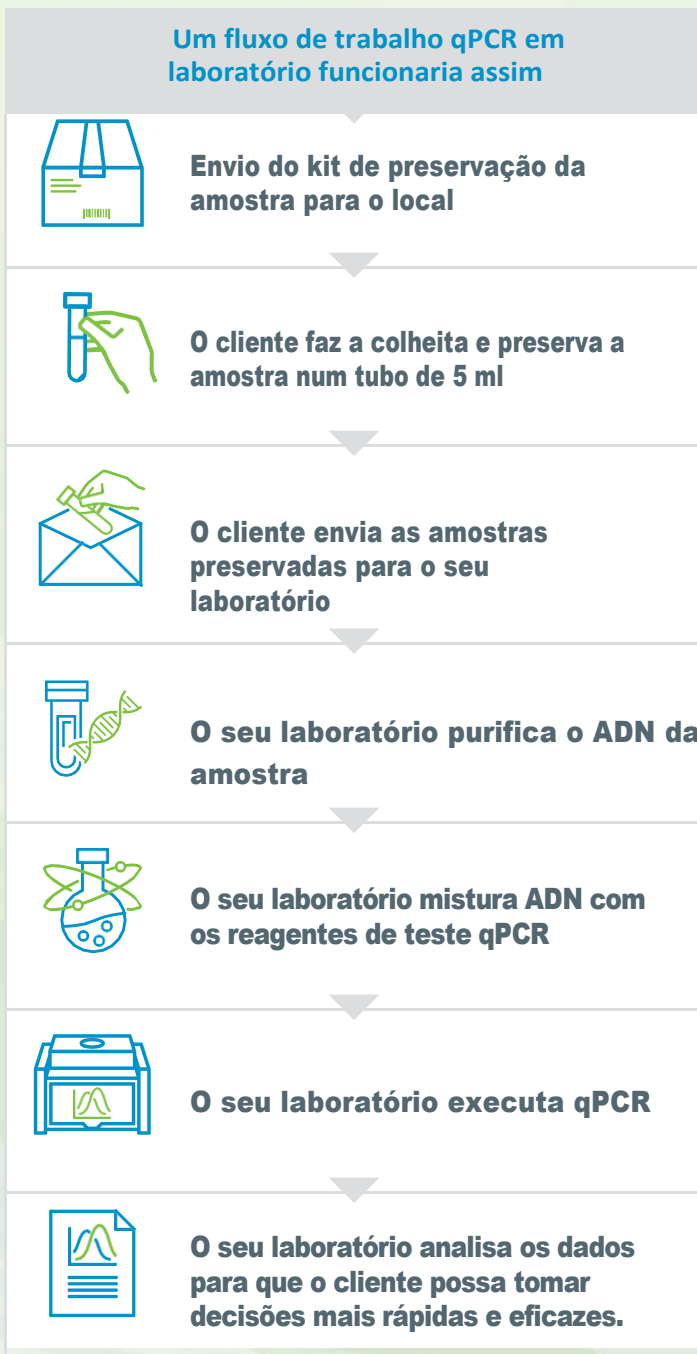 Um fluxo de trabalho qPCR em
laboratório funcionaria assim
Envio do kit de preservação da
amostra para o local
O cliente faz a colheita e preserva a
amostra num tubo de 5 ml
O cliente envia as amostras
preservadas para o seu
laboratório
O seu laboratório purifica o ADN da
amostra
O seu laboratório mistura ADN com
os reagentes de teste qPCR
O seu laboratório executa qPCR
O seu laboratório analisa os dados
para que o cliente possa tomar
decisões mais rápidas e eficazes.